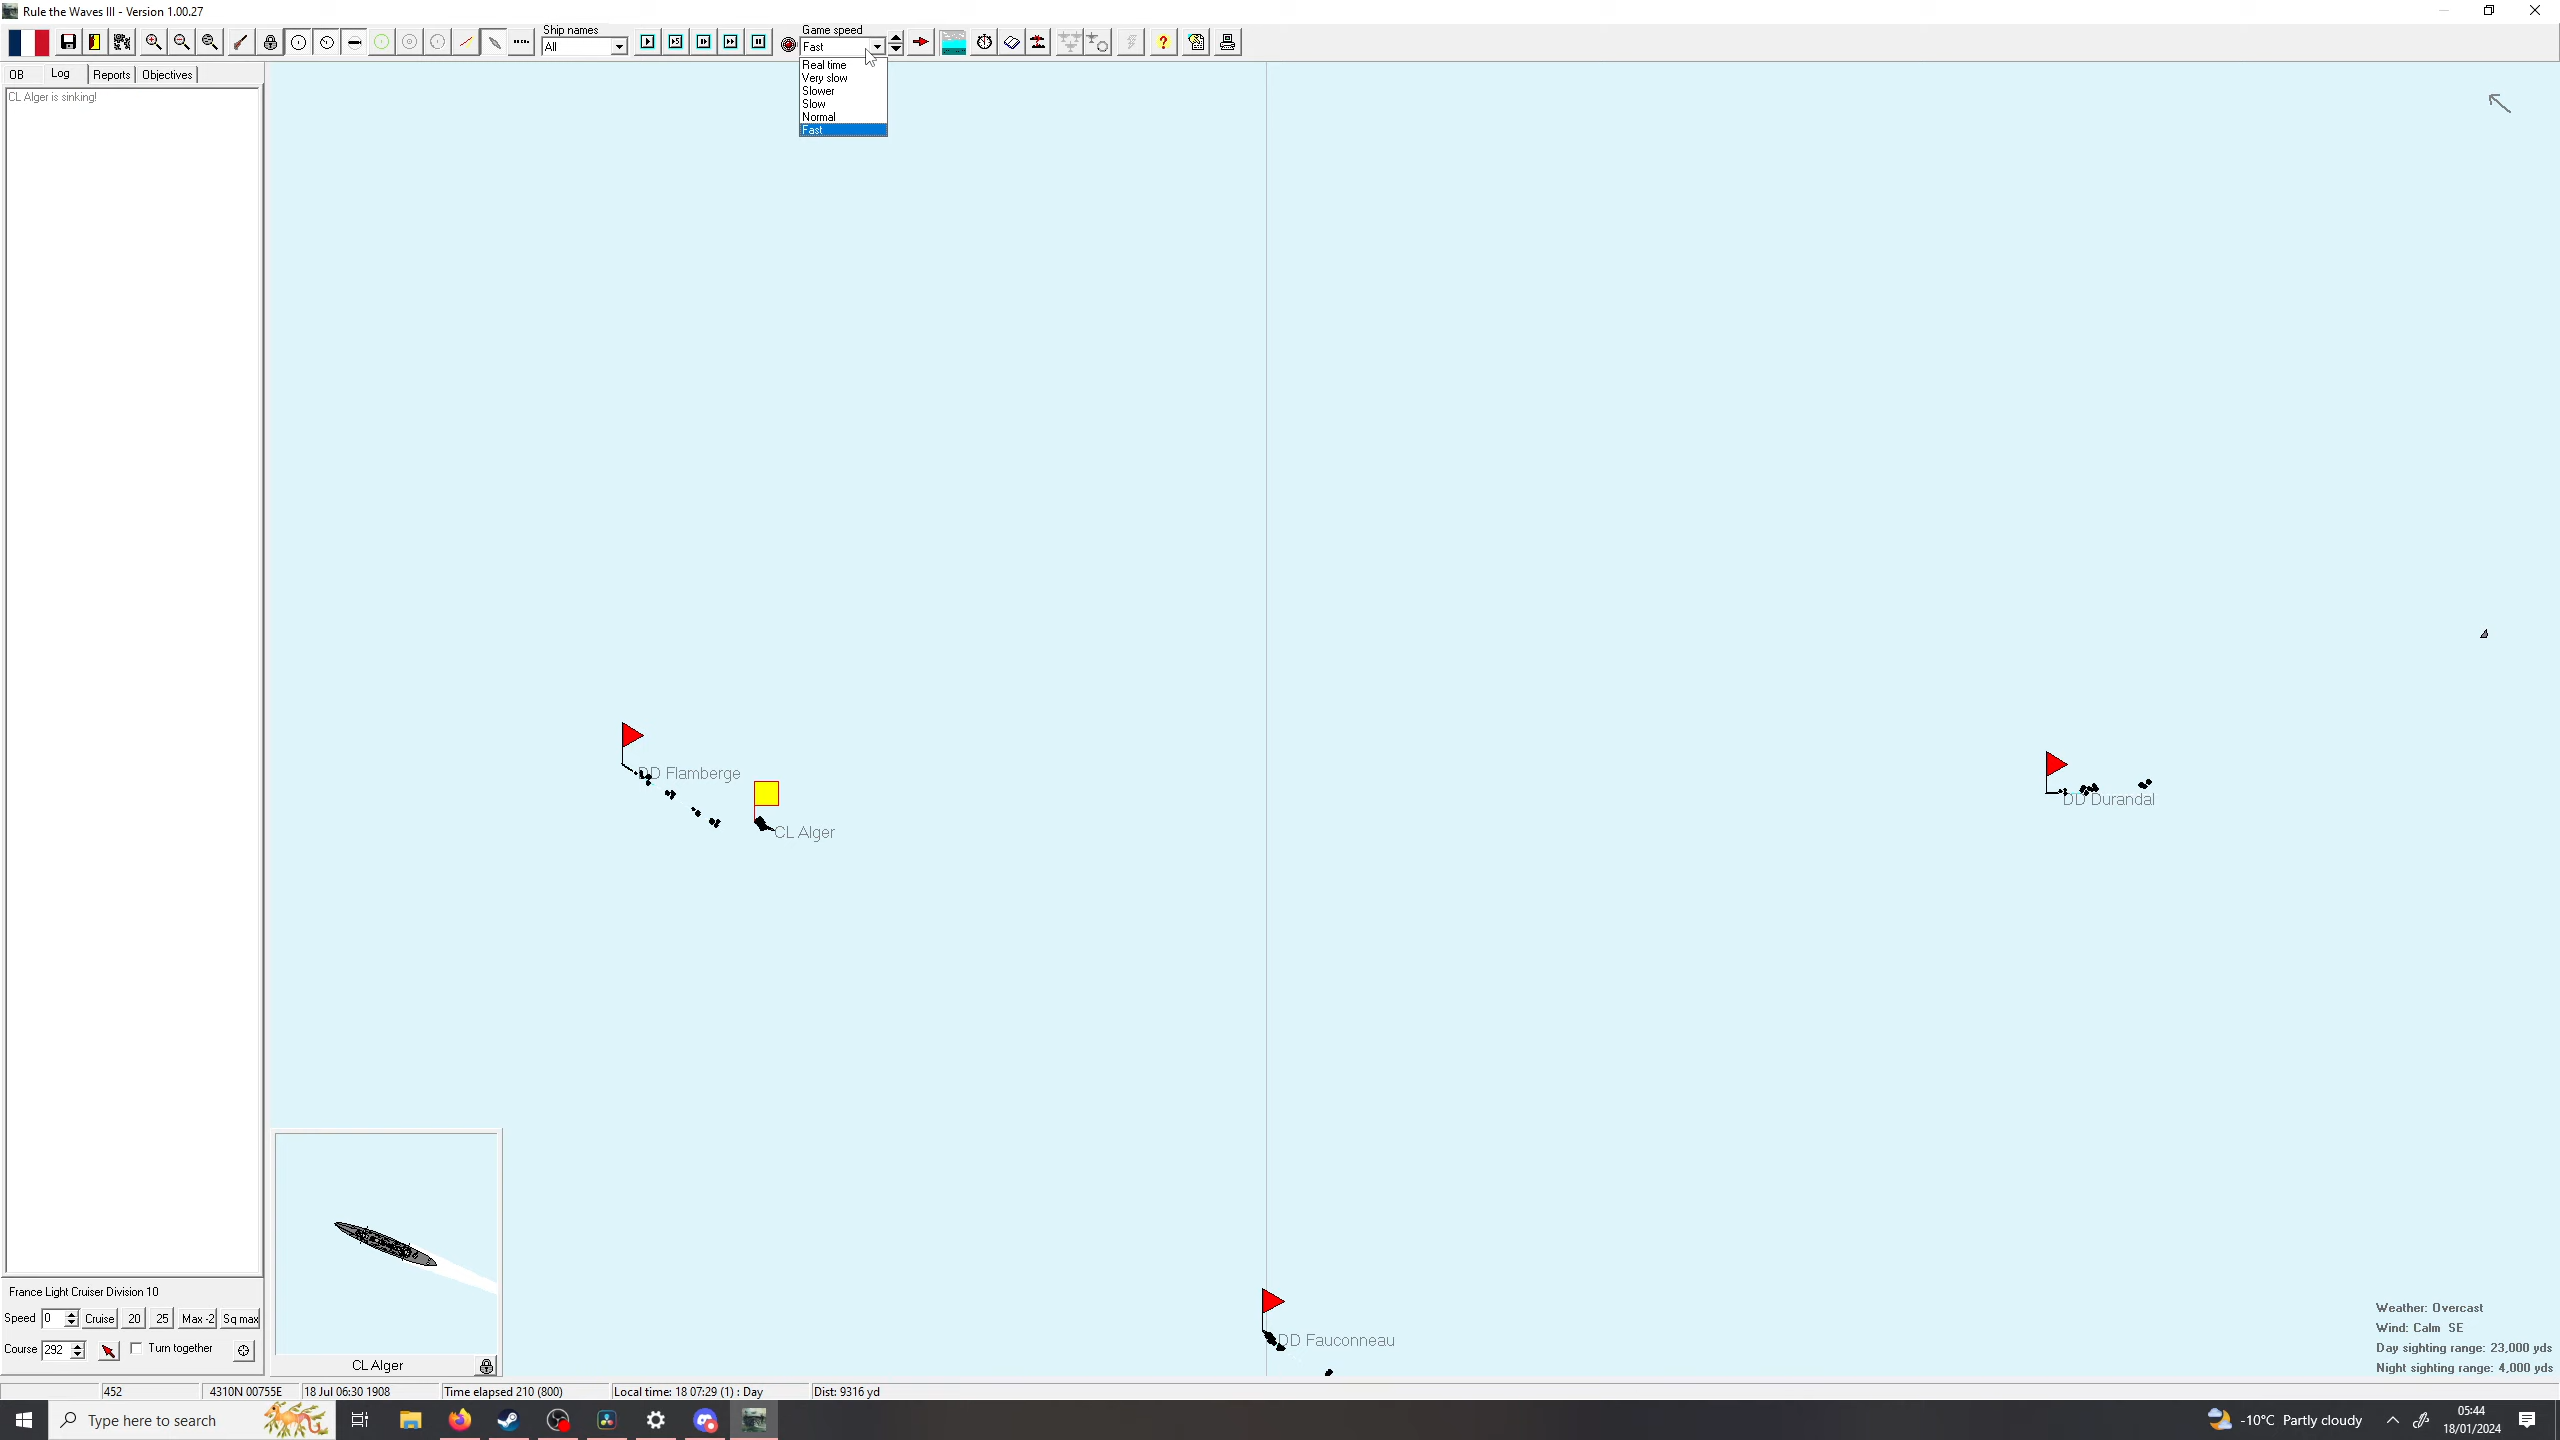 Rule the Waves III - Version 1.00.27
Ship names
All
Game speed
Fast
Real time
Very slow
Slower
Slow
Normal
Fast
OB
Log
Reports
Objectives
CL Alger is sinking!
DD Flamberge
CL Alger
DD Durandal
DD Fauconneau
CL Alger
France Light Cruiser Division 10
Speed 0 Cruise 20 25 Max -2 Sq max
Course 292 Turn together
Weather: Overcast
Wind: Calm SE
Day sighting range: 23,000 yds
Night sighting range: 4,000 yds
452
4310N 00755E
18 Jul 06:30 1908
Time elapsed 210 (800)
Local time: 18 07:29 (1) : Day
Dist: 9316 yd
Type here to search
-10°C Partly cloudy
05:44
18/01/2024